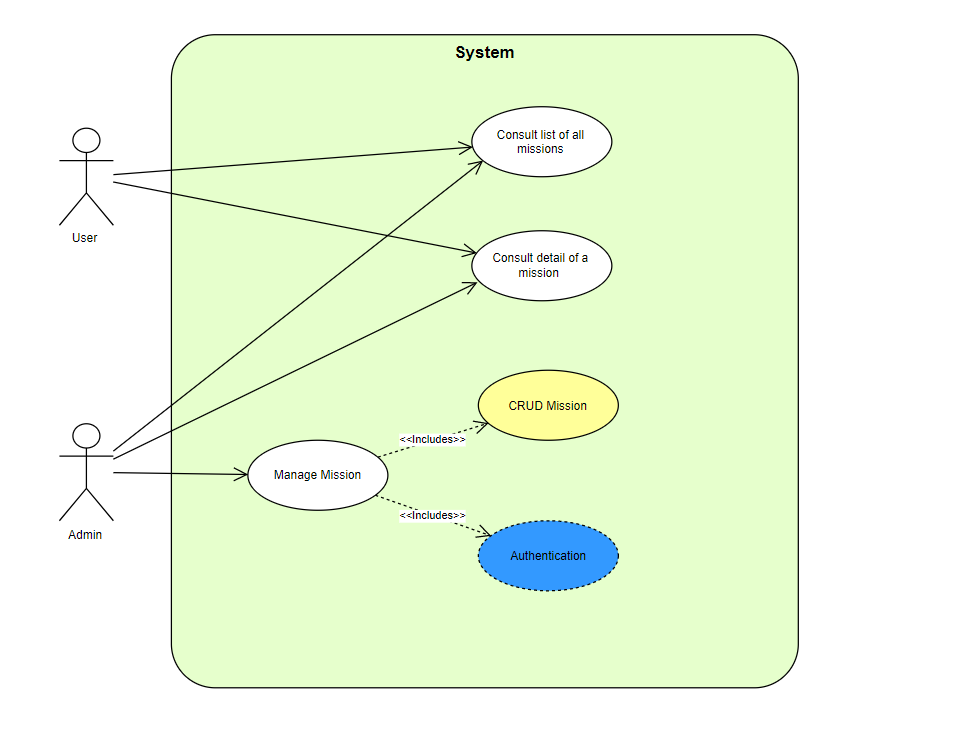 System
Consult list of all
missions
User
Consult detail of a
mission
CRUD Mission
<<Includes>>
Manage Mission
<<Includes>>
Admin
Authentication